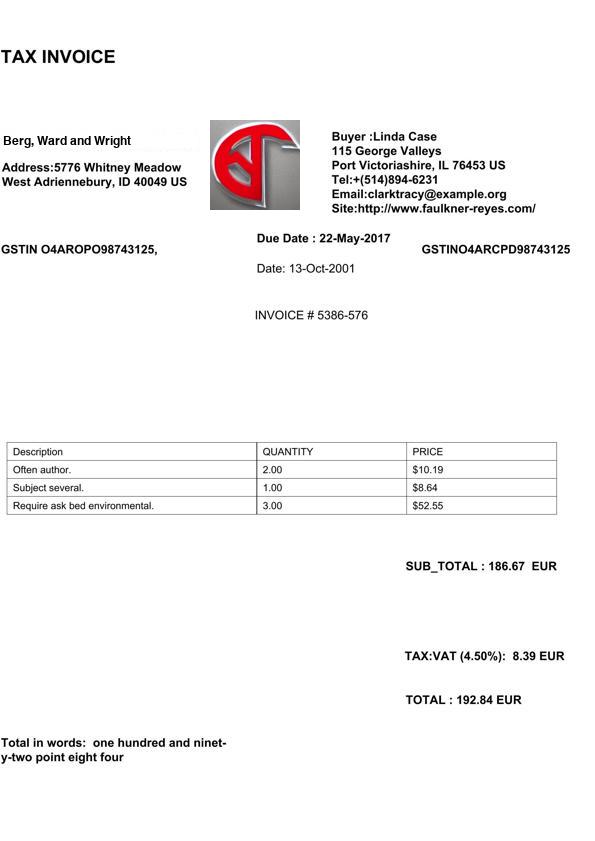 TAX INVOICE
Berg, Ward and Wright
Address:5776 Whitney Meadow
West Adriennebury, ID 40049 US
Buyer :Linda Case
115 George Valleys
Port Victoriashire, IL 76453 US
Tel:+(514)894-6231
Email:clarktracy@example.org
Site:http://www.faulkner-reyes.com/
GSTIN O4AROPO98743125,
Due Date : 22-May-2017
GSTINO4ARCPD98743125
Date: 13-Oct-2001
INVOICE # 5386-576
Description QUANTITY PRICE
Often author. 2.00 $10.19
Subject several. 1.00 $8.64
Require ask bed environmental. 3.00 $52.55
SUB_TOTAL : 186.67 EUR
TAX:VAT (4.50%): 8.39 EUR
TOTAL : 192.84 EUR
Total in words: one hundred and ninet-
y-two point eight four